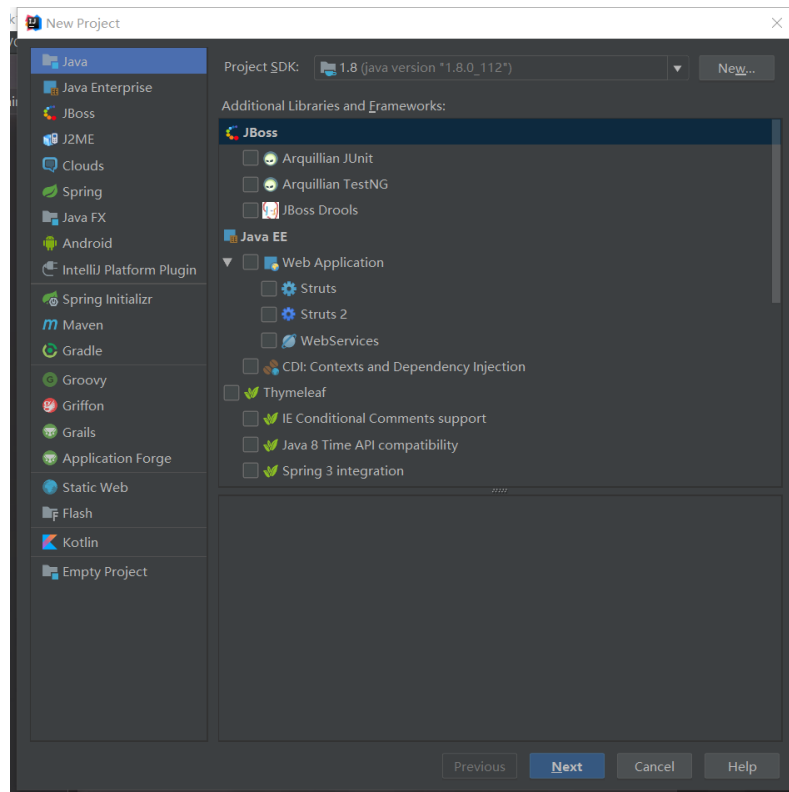 New Project
Java
Java Enterprise
JBoss
J2ME
Clouds
Spring
Java FX
Android
IntelliJ Platform Plugin
Spring Initializr
Maven
Gradle
Groovy
Griffon
Grails
Application Forge
Static Web
Flash
Kotlin
Empty Project
Project SDK: 1.8 (java version "1.8.0_112") New...
Additional Libraries and Frameworks:
JBoss
Arquillian JUnit
Arquillian TestNG
JBoss Drools
Java EE
Web Application
Struts
Struts 2
WebServices
CDI: Contexts and Dependency Injection
Thymeleaf
IE Conditional Comments support
Java 8 Time API compatibility
Spring 3 integration
Previous Next Cancel Help